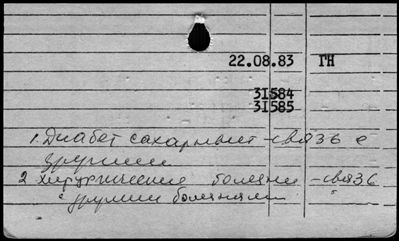 22.08.83 ГН
31584
31585
1. Диабет сахарный - связь с
другими
2 хирургические болезни - связь
с другими болезнями "